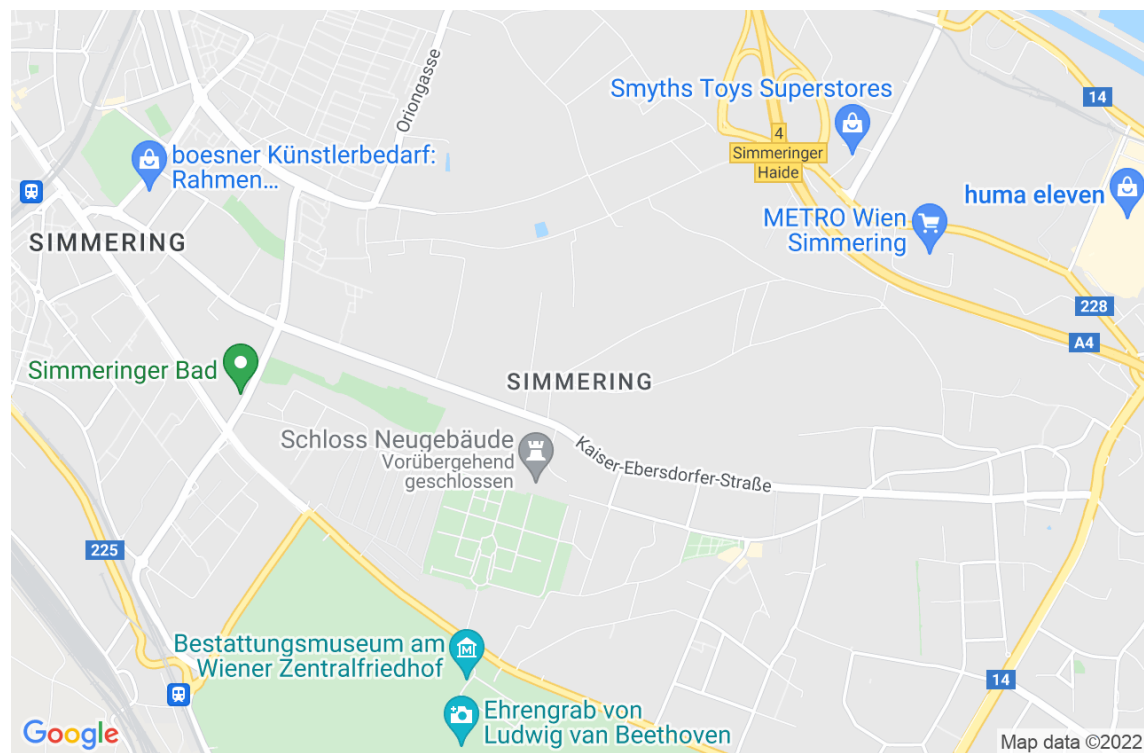 Oriongasse
Smyths Toys Superstores
14
4
Simmeringer
Haide
boesner Künstlerbedarf:
Rahmen...
huma eleven
METRO Wien
Simmering
SIMMERING
228
A4
Simmeringer Bad
SIMMERING
Schloss Neugebäude
Vorübergehend
geschlossen
Kaiser-Ebersdorfer-Straße
225
Bestattungsmuseum am
Wiener Zentralfriedhof
14
Ehrengrab von
Ludwig van Beethoven
Google
Map data ©2022